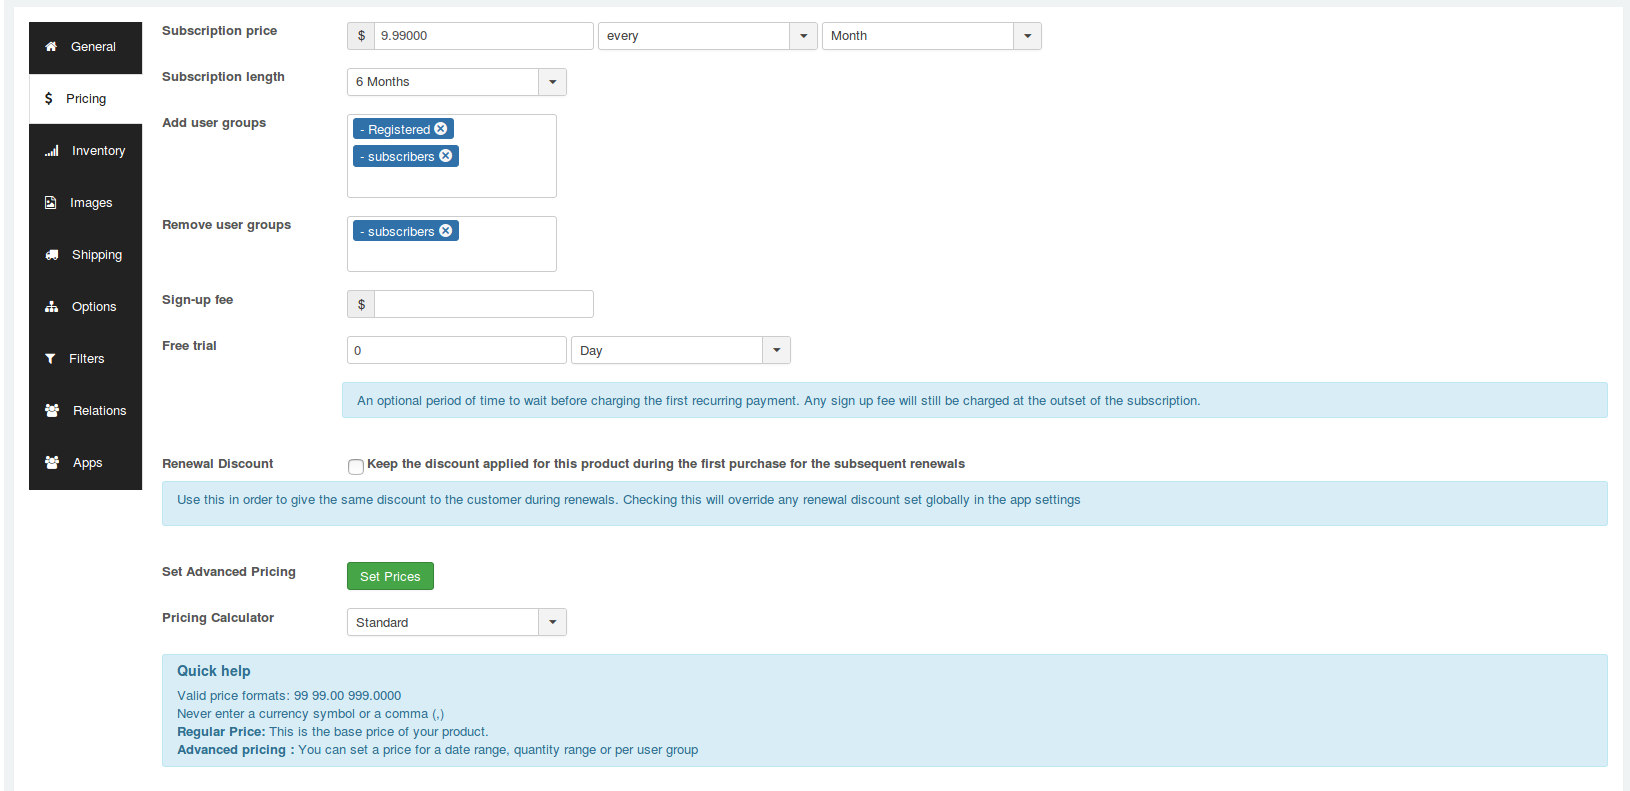 General
Pricing
Inventory
Images
Shipping
Options
Filters
Relations
Apps
Subscription price
$ 9.99000 every Month
Subscription length
6 Months
Add user groups
- Registered
- subscribers
Remove user groups
- subscribers
Sign-up fee
$
Free trial
0 Day
An optional period of time to wait before charging the first recurring payment. Any sign up fee will still be charged at the outset of the subscription.
Renewal Discount
Keep the discount applied for this product during the first purchase for the subsequent renewals
Use this in order to give the same discount to the customer during renewals. Checking this will override any renewal discount set globally in the app settings
Set Advanced Pricing
Set Prices
Pricing Calculator
Standard
Quick help
Valid price formats: 99 99.00 999.0000
Never enter a currency symbol or a comma (,)
Regular Price: This is the base price of your product.
Advanced pricing : You can set a price for a date range, quantity range or per user group